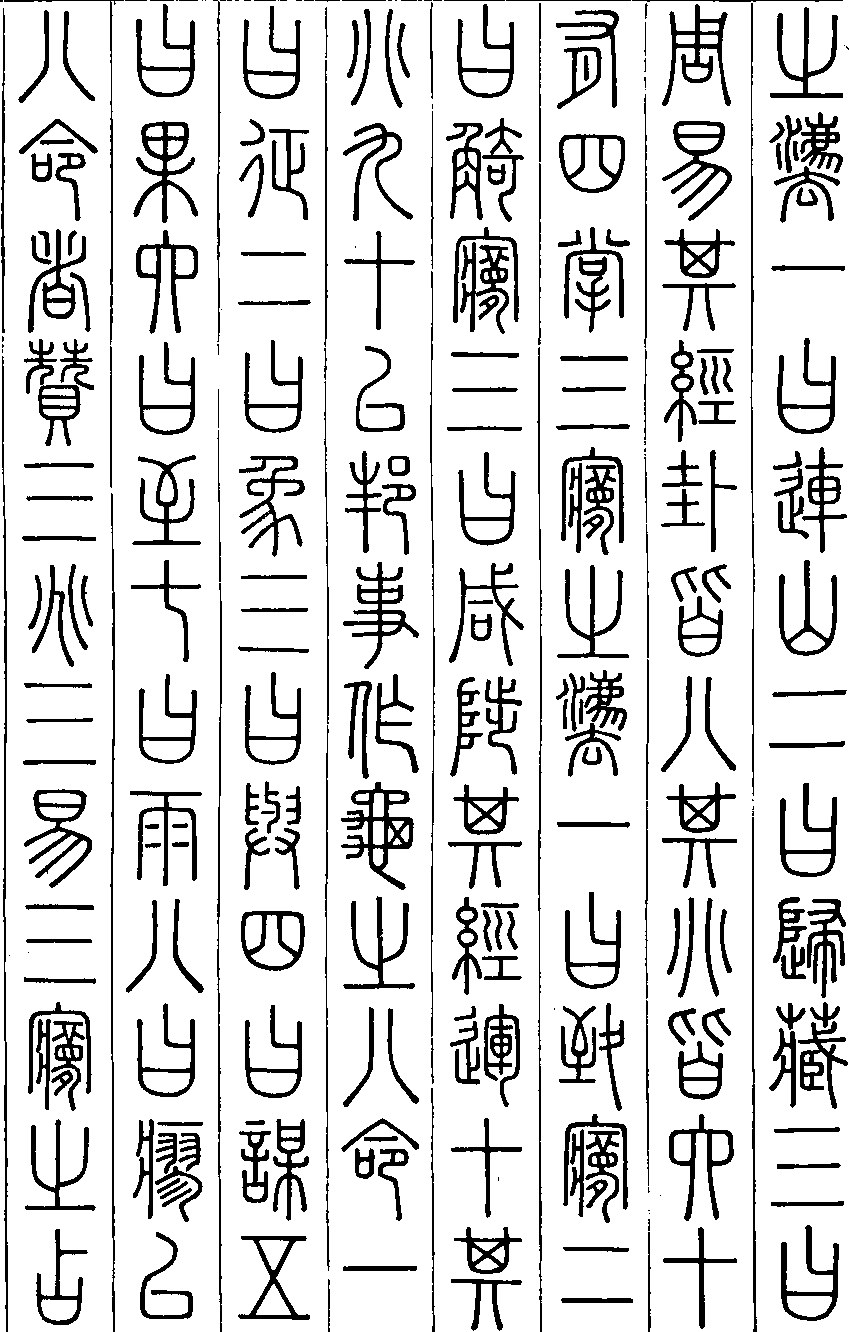 之灋一曰連山二曰歸藏三曰
周易其經卦皆八其別皆六十
有四掌三夢之灋一曰致夢二
曰觭夢三曰咸陟其經運十其
別九十以邦事作龜之八命一
曰征二曰象三曰與四曰謀五
曰果六曰至七曰雨八曰瘳以
八命者贊三兆三易三夢之占